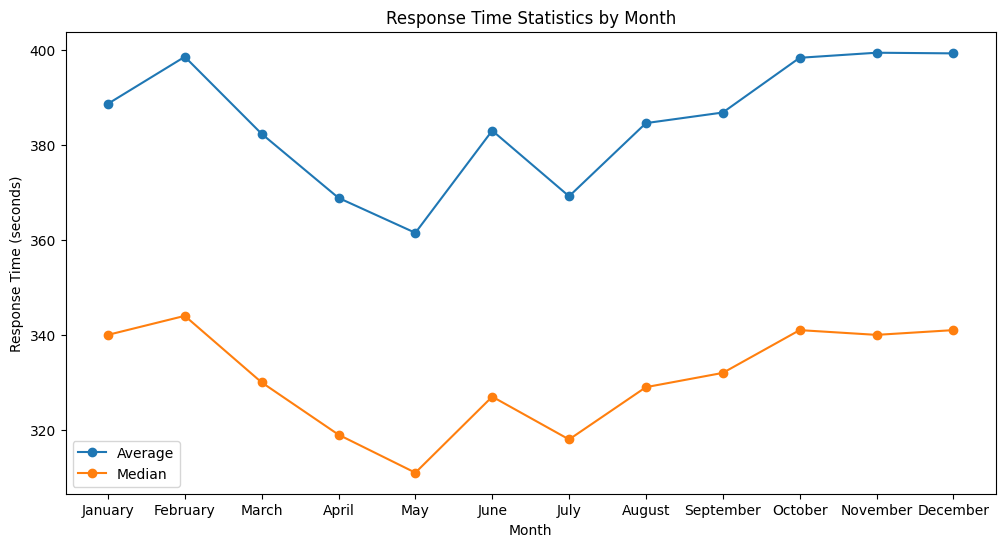 Response Time Statistics by Month
Response Time (seconds)
400
380
360
340
320
Average
Median
January February March April May June July August September October November December
Month